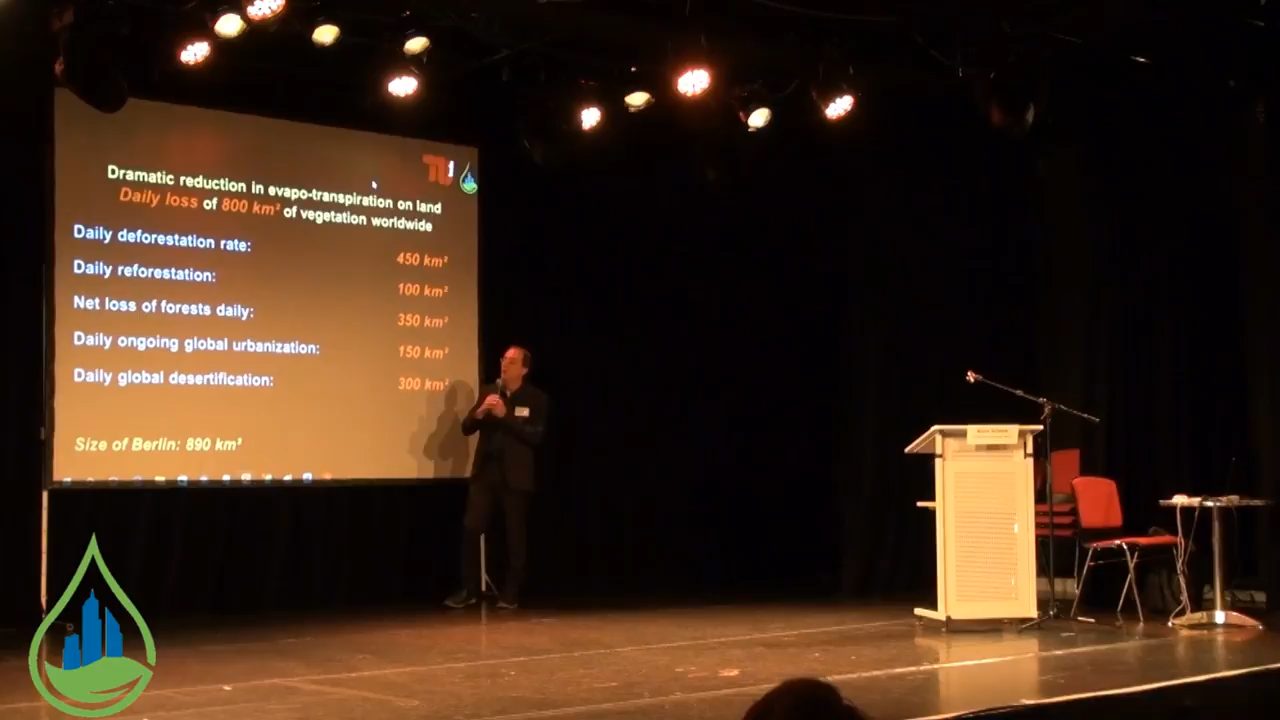 Dramatic reduction in evapo-transpiration on land
Daily loss of 800 km² of vegetation worldwide
Daily deforestation rate: 450 km²
Daily reforestation: 100 km²
Net loss of forests daily: 350 km²
Daily ongoing global urbanization: 150 km²
Daily global desertification: 300 km²
Size of Berlin: 890 km²